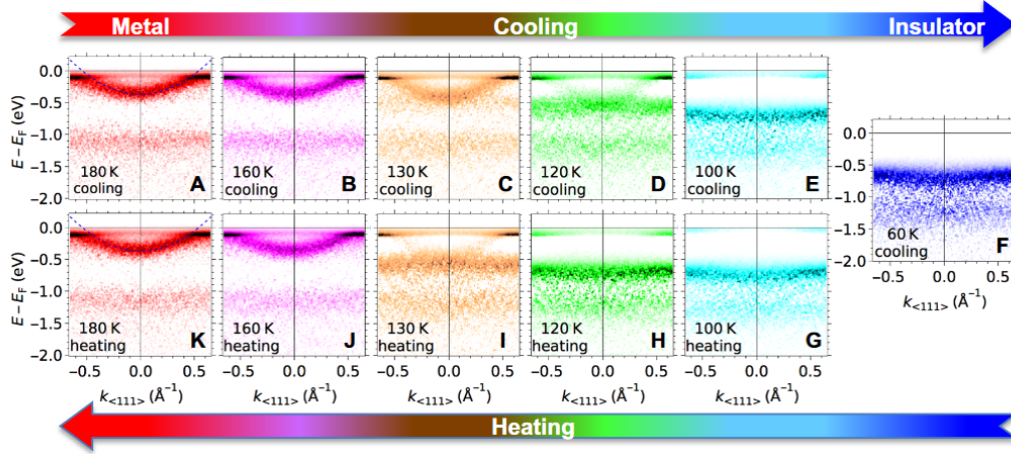 Metal Cooling Insulator
0.0
−0.5
−1.0
−1.5
−2.0
E − E_F (eV)
180 K
cooling
A
160 K
cooling
B
130 K
cooling
C
120 K
cooling
D
100 K
cooling
E
0.0
−0.5
−1.0
−1.5
−2.0
60 K
cooling
F
−0.5 0.0 0.5
k<111> (Å⁻¹)
0.0
−0.5
−1.0
−1.5
−2.0
E − E_F (eV)
180 K
heating
K
160 K
heating
J
130 K
heating
I
120 K
heating
H
100 K
heating
G
−0.5 0.0 0.5 −0.5 0.0 0.5 −0.5 0.0 0.5 −0.5 0.0 0.5 −0.5 0.0 0.5
k<111> (Å⁻¹) k<111> (Å⁻¹) k<111> (Å⁻¹) k<111> (Å⁻¹) k<111> (Å⁻¹)
Heating